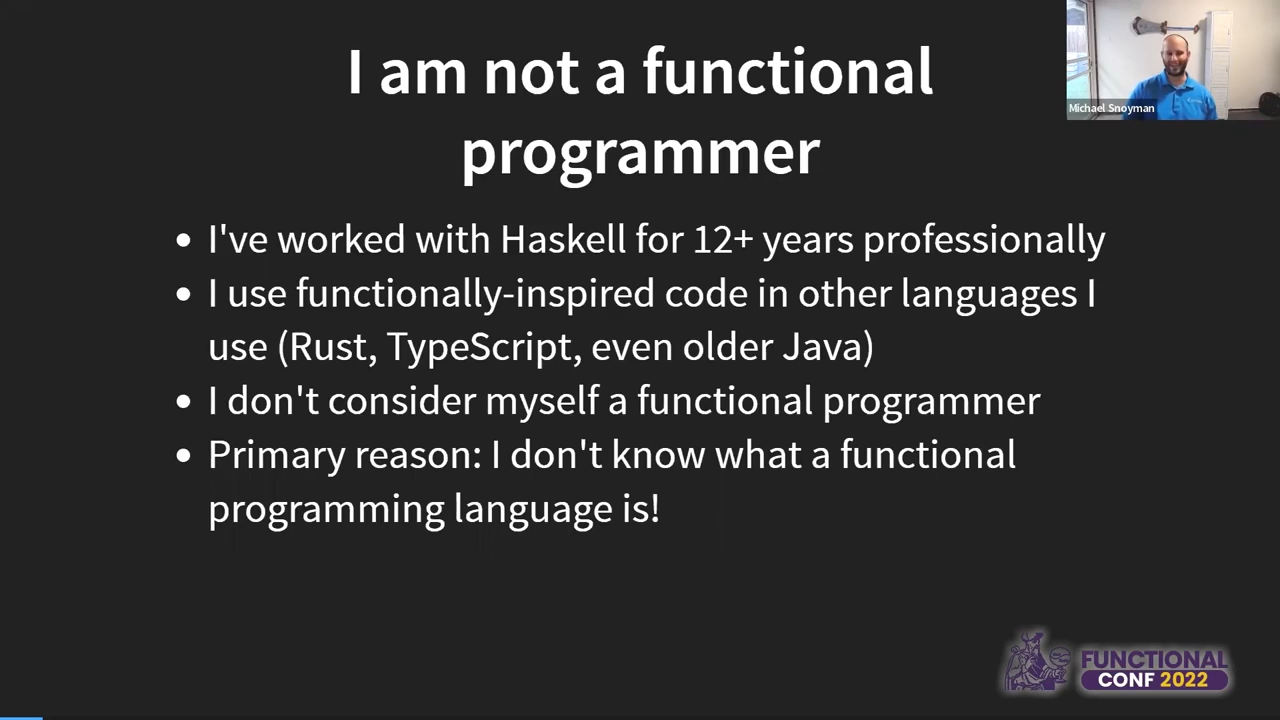 I am not a functional
programmer
Michael Snoyman
• I've worked with Haskell for 12+ years professionally
• I use functionally-inspired code in other languages I
use (Rust, TypeScript, even older Java)
• I don't consider myself a functional programmer
• Primary reason: I don't know what a functional
programming language is!
FUNCTIONAL
CONF 2022